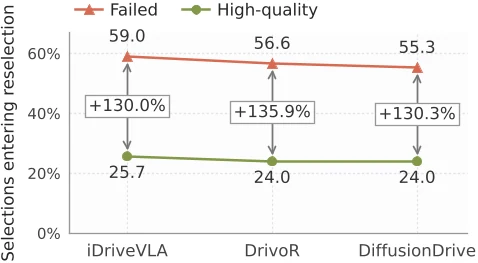 Failed
High-quality
Selections entering reselection
60%
40%
20%
0%
59.0
56.6
55.3
+130.0%
+135.9%
+130.3%
25.7
24.0
24.0
iDriveVLA
DrivoR
DiffusionDrive